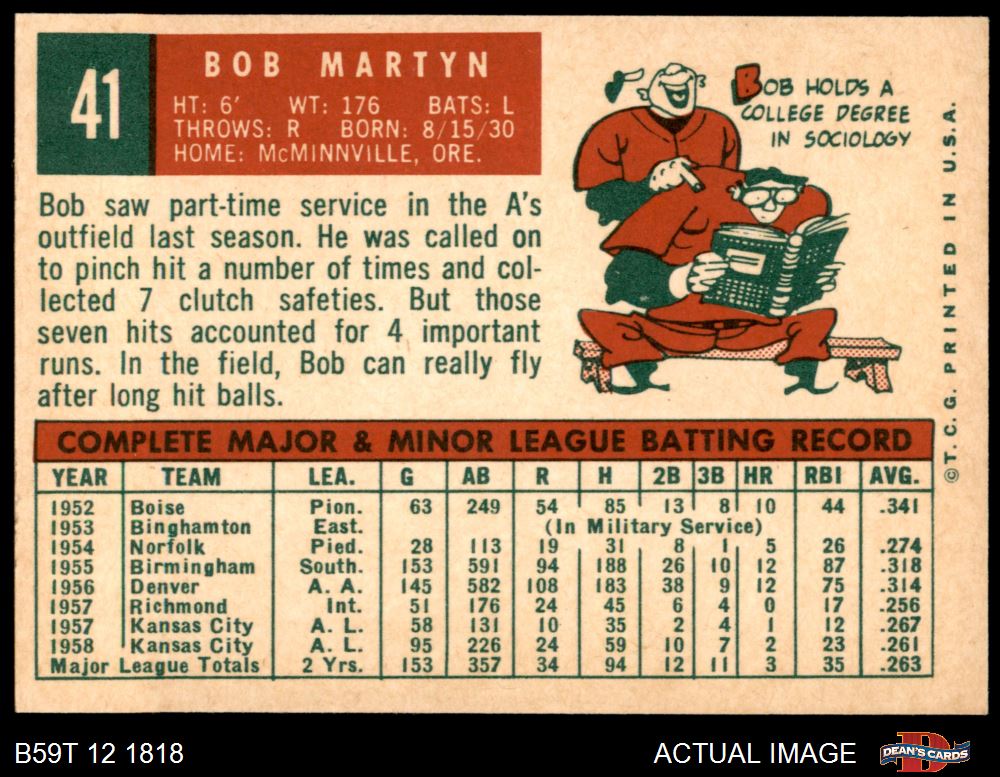 41
BOB MARTYN
HT: 6' WT: 176 BATS: L
THROWS: R BORN: 8/15/30
HOME: McMINNVILLE, ORE.
BOB HOLDS A
COLLEGE DEGREE
IN SOCIOLOGY
Bob saw part-time service in the A's
outfield last season. He was called on
to pinch hit a number of times and col-
lected 7 clutch safeties. But those
seven hits accounted for 4 important
runs. In the field, Bob can really fly
after long hit balls.
COMPLETE MAJOR & MINOR LEAGUE BATTING RECORD
YEAR TEAM LEA. G AB R H 2B 3B HR RBI AVG.
1952 Boise Pion. 63 249 54 85 13 8 10 44 .341
1953 Binghamton East. (In Military Service)
1954 Norfolk Pied. 28 113 19 31 8 1 5 26 .274
1955 Birmingham South. 153 591 94 188 26 10 12 87 .318
1956 Denver A. A. 145 582 108 183 38 9 12 75 .314
1957 Richmond Int. 51 176 24 45 6 4 0 17 .256
1957 Kansas City A. L. 58 131 10 35 2 4 1 12 .267
1958 Kansas City A. L. 95 226 24 59 10 7 2 23 .261
Major League Totals 2 Yrs. 153 357 34 94 12 11 3 35 .263
©T.C.G. PRINTED IN U.S.A.
B59T 12 1818
ACTUAL IMAGE
DEAN'S CARDS